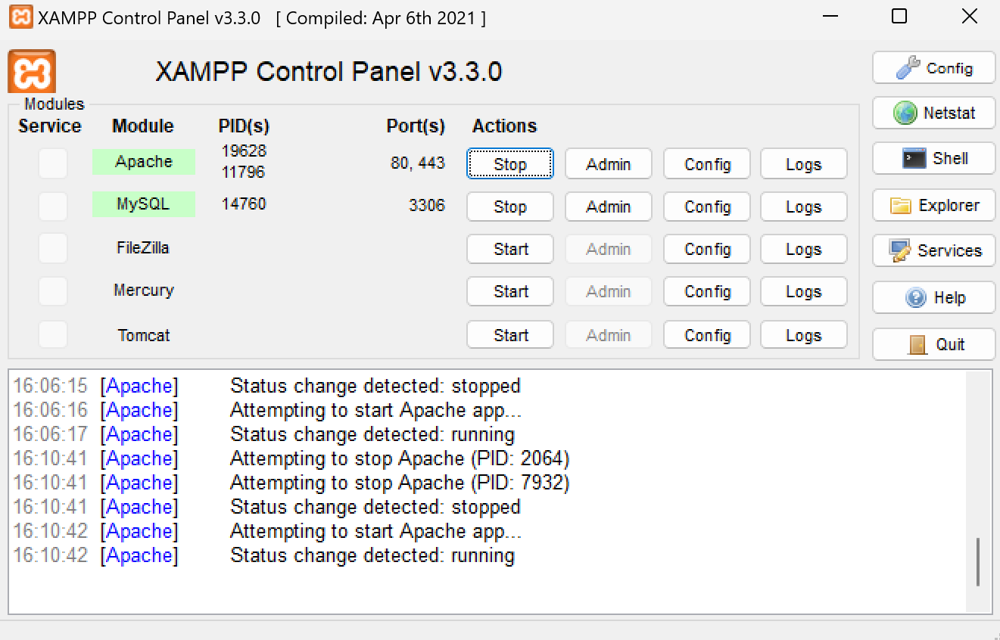 XAMPP Control Panel v3.3.0 [ Compiled: Apr 6th 2021 ]
XAMPP Control Panel v3.3.0
Config
Modules
Service Module PID(s) Port(s) Actions
Netstat
Apache 19628 11796 80, 443 Stop Admin Config Logs
Shell
MySQL 14760 3306 Stop Admin Config Logs
Explorer
FileZilla Start Admin Config Logs
Services
Mercury Start Admin Config Logs
Help
Tomcat Start Admin Config Logs
Quit
16:06:15 [Apache] Status change detected: stopped
16:06:16 [Apache] Attempting to start Apache app...
16:06:17 [Apache] Status change detected: running
16:10:41 [Apache] Attempting to stop Apache (PID: 2064)
16:10:41 [Apache] Attempting to stop Apache (PID: 7932)
16:10:41 [Apache] Status change detected: stopped
16:10:42 [Apache] Attempting to start Apache app...
16:10:42 [Apache] Status change detected: running